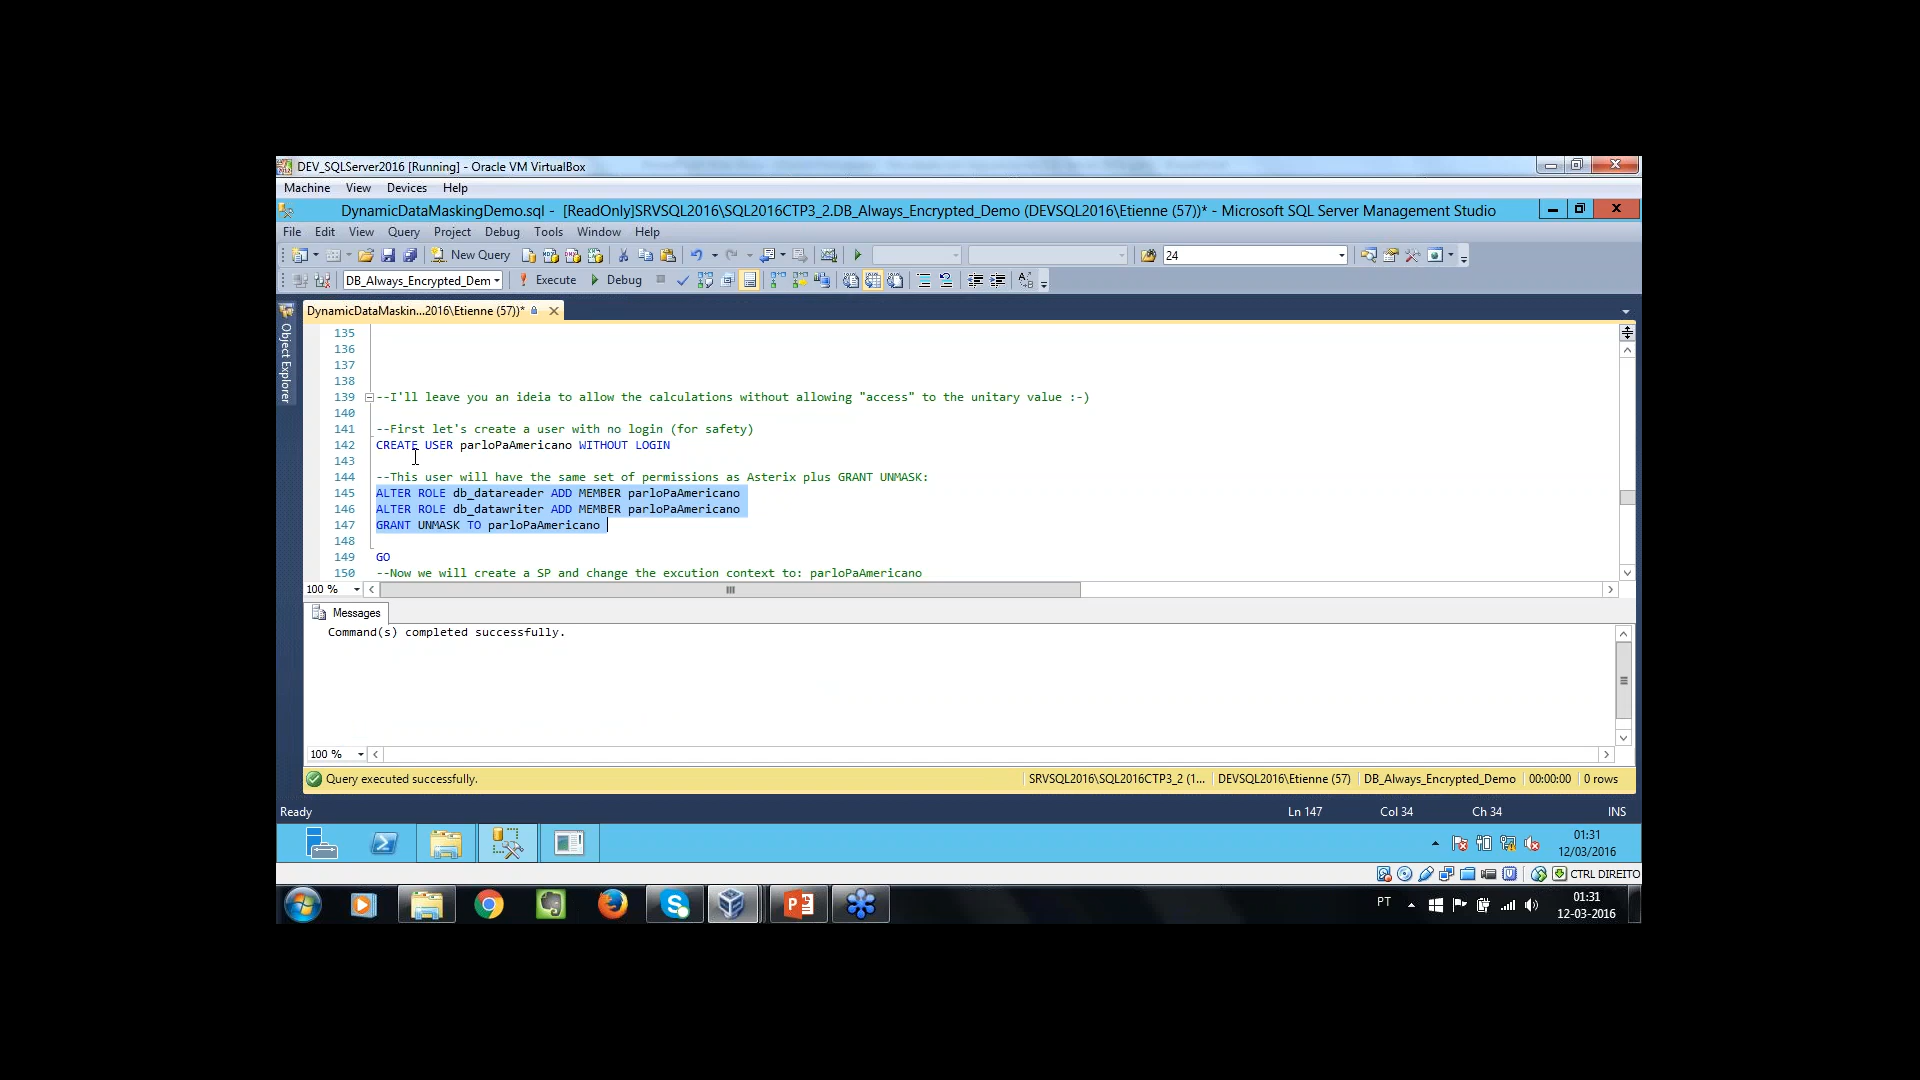 DEV_SQLServer2016 [Running] - Oracle VM VirtualBox
Machine View Devices Help
DynamicDataMaskingDemo.sql - [ReadOnly]SRVSQL2016\SQL2016CTP3_2.DB_Always_Encrypted_Demo (DEVSQL2016\Etienne (57))* - Microsoft SQL Server Management Studio
File Edit View Query Project Debug Tools Window Help
New Query 24
DB_Always_Encrypted_Dem Execute Debug
DynamicDataMaskin...2016\Etienne (57))*
Object Explorer
135
136
137
138
139 --I'll leave you an ideia to allow the calculations without allowing "access" to the unitary value :-)
140
141 --First let's create a user with no login (for safety)
142 CREATE USER parloPaAmericano WITHOUT LOGIN
143
144 --This user will have the same set of permissions as Asterix plus GRANT UNMASK:
145 ALTER ROLE db_datareader ADD MEMBER parloPaAmericano
146 ALTER ROLE db_datawriter ADD MEMBER parloPaAmericano
147 GRANT UNMASK TO parloPaAmericano
148
149 GO
150 --Now we will create a SP and change the excution context to: parloPaAmericano
100 %
Messages
Command(s) completed successfully.
100 %
Query executed successfully. SRVSQL2016\SQL2016CTP3_2 (1... DEVSQL2016\Etienne (57) DB_Always_Encrypted_Demo 00:00:00 0 rows
Ready Ln 147 Col 34 Ch 34 INS
01:31
12/03/2016
CTRL DIREITO
PT 01:31
12-03-2016